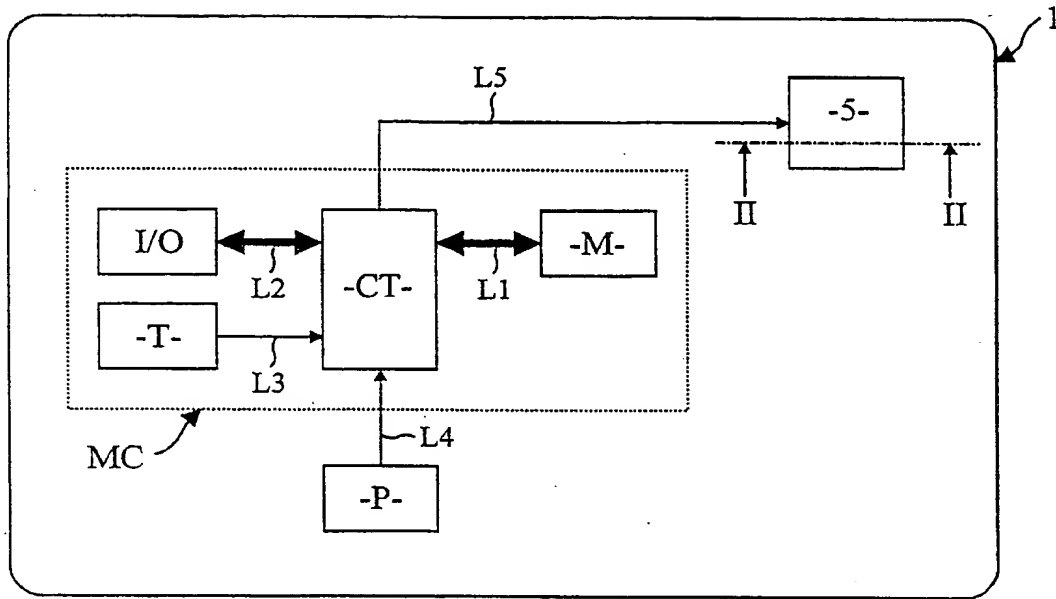 1
L5
-5-
II
II
I/O
L2
-CT-
L1
-M-
-T-
L3
MC
L4
-P-